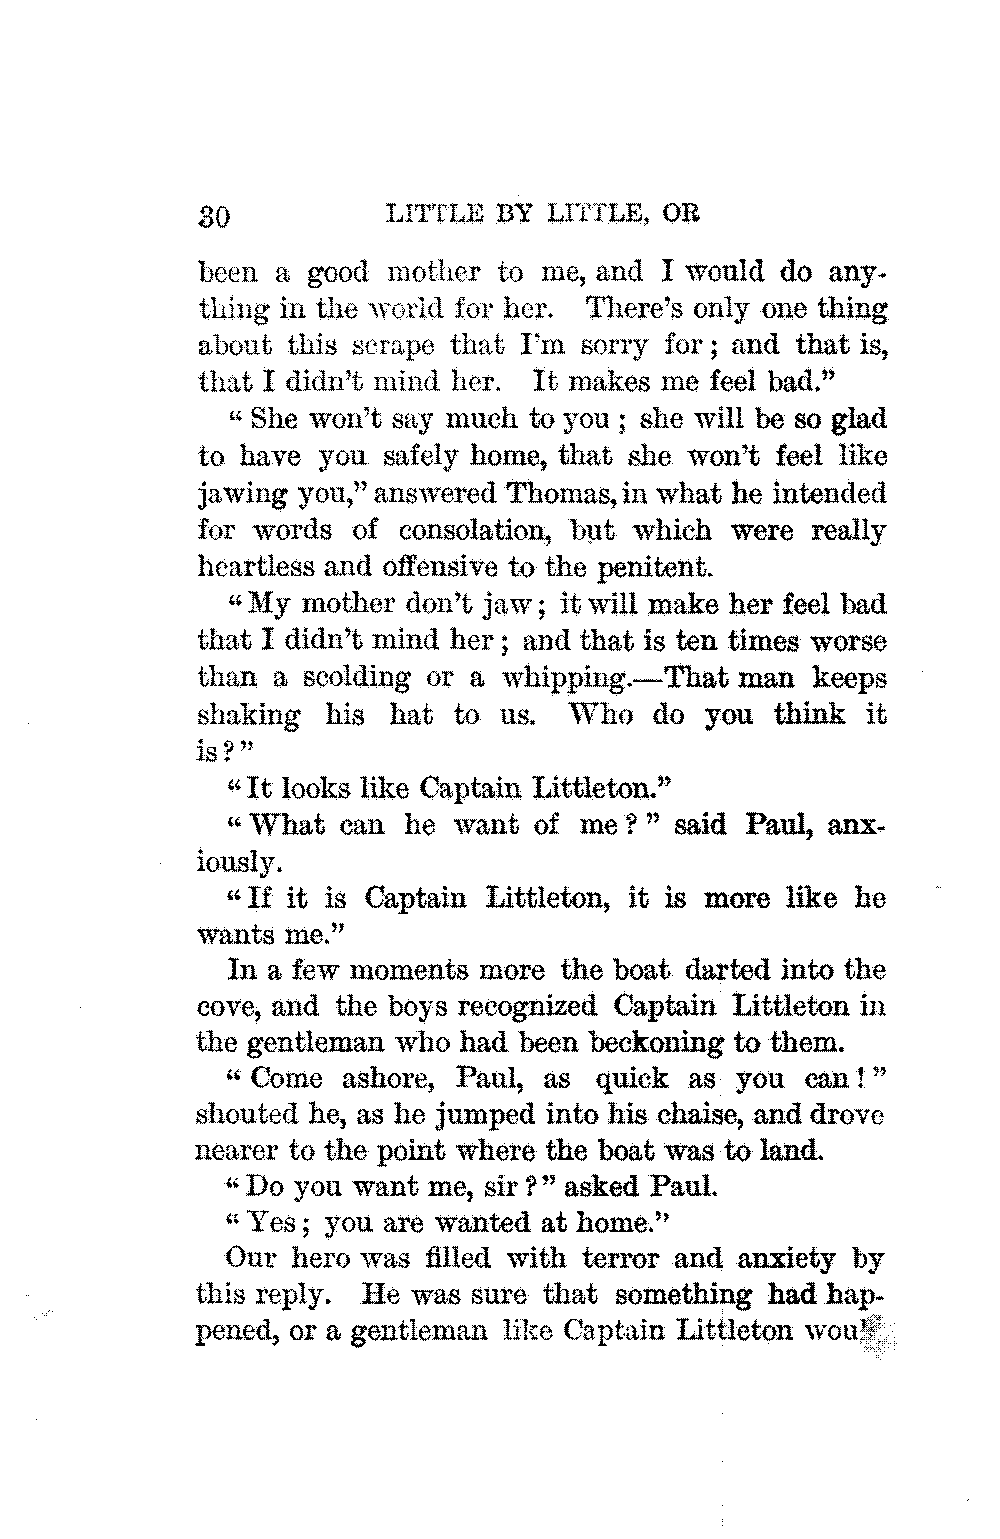 30 LITTLE BY LITTLE, OR
been a good mother to me, and I would do any-
thing in the world for her. There's only one thing
about this scrape that I'm sorry for; and that is,
that I didn't mind her. It makes me feel bad."
"She won't say much to you; she will be so glad
to have you safely home, that she won't feel like
jawing you," answered Thomas, in what he intended
for words of consolation, but which were really
heartless and offensive to the penitent.
"My mother don't jaw; it will make her feel bad
that I didn't mind her; and that is ten times worse
than a scolding or a whipping.—That man keeps
shaking his hat to us. Who do you think it
is?"
"It looks like Captain Littleton."
"What can he want of me?" said Paul, anx-
iously.
"If it is Captain Littleton, it is more like he
wants me."
In a few moments more the boat darted into the
cove, and the boys recognized Captain Littleton in
the gentleman who had been beckoning to them.
"Come ashore, Paul, as quick as you can!"
shouted he, as he jumped into his chaise, and drove
nearer to the point where the boat was to land.
"Do you want me, sir?" asked Paul.
"Yes; you are wanted at home."
Our hero was filled with terror and anxiety by
this reply. He was sure that something had hap-
pened, or a gentleman like Captain Littleton